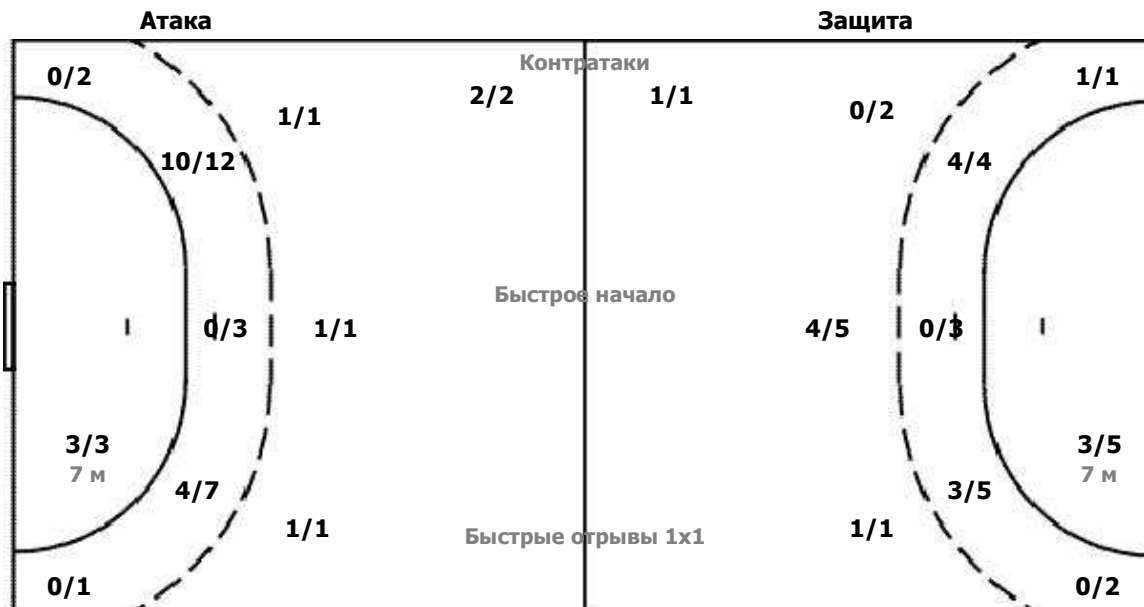 Атака Защита
Контратаки
0/2 1/1
2/2 1/1
1/1 0/2
10/12 4/4
Быстрое начало
0/3 1/1 4/5 0/3
3/3 3/5
7 м 7 м
4/7 3/5
1/1 Быстрые отрывы 1x1 1/1
0/1 0/2